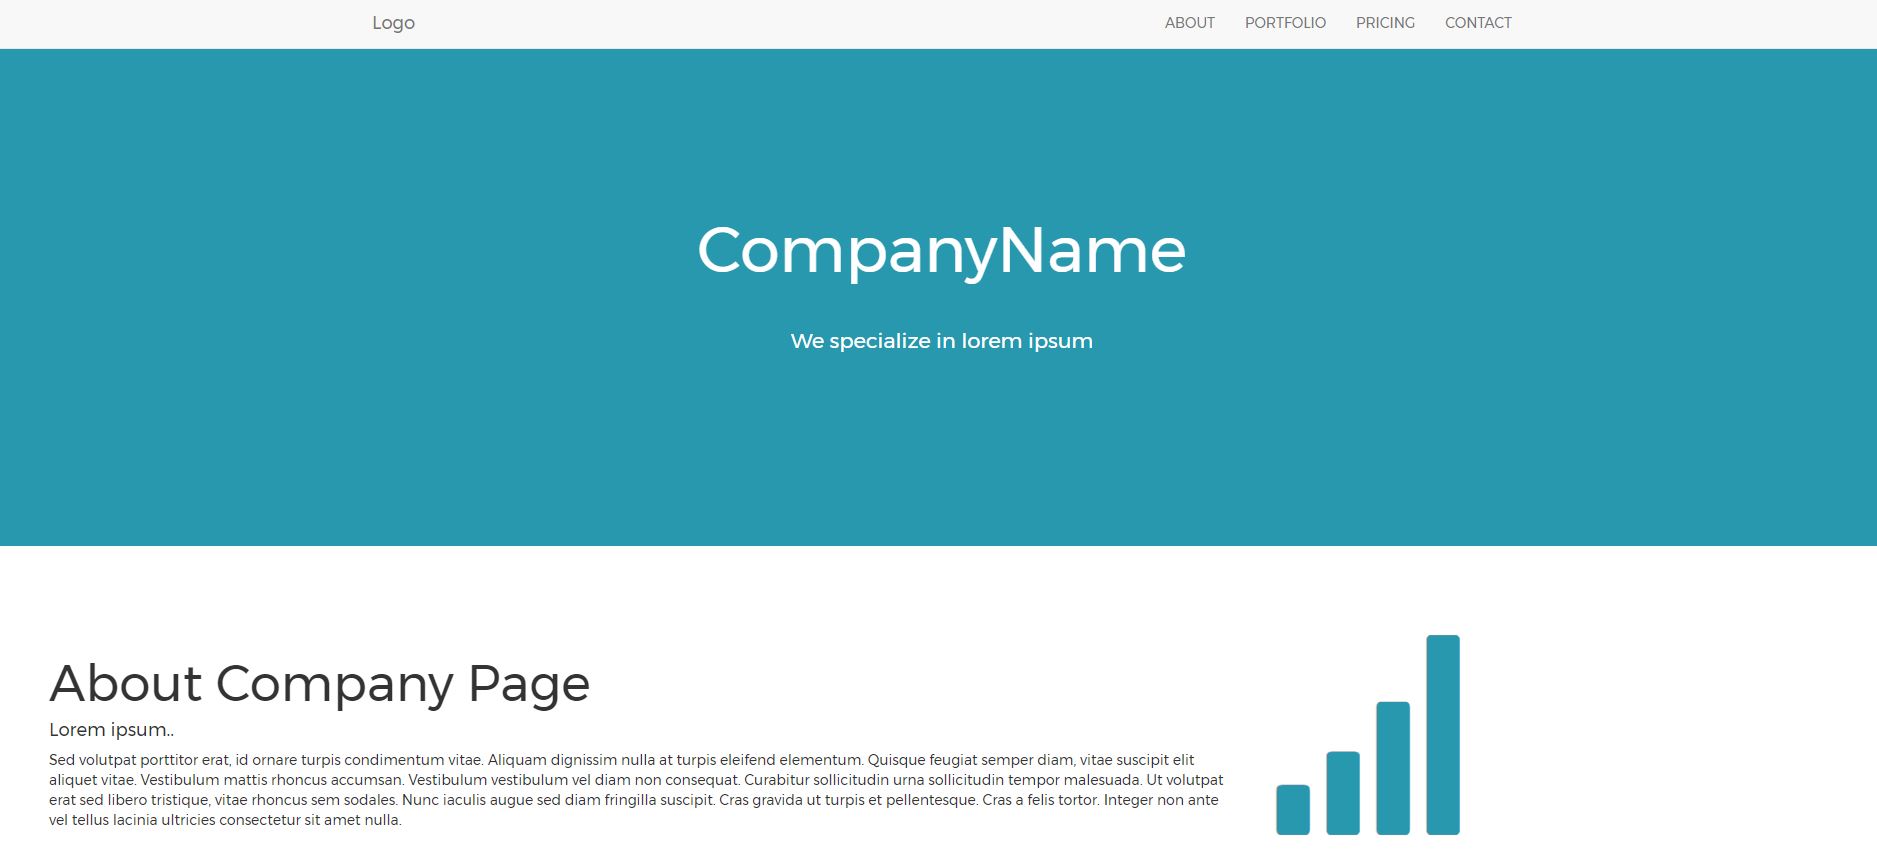 Logo
ABOUT PORTFOLIO PRICING CONTACT
CompanyName
We specialize in lorem ipsum
About Company Page
Lorem ipsum..
Sed volutpat porttitor erat, id ornare turpis condimentum vitae. Aliquam dignissim nulla at turpis eleifend elementum. Quisque feugiat semper diam, vitae suscipit elit
aliquet vitae. Vestibulum mattis rhoncus accumsan. Vestibulum vestibulum vel diam non consequat. Curabitur sollicitudin urna sollicitudin tempor malesuada. Ut volutpat
erat sed libero tristique, vitae rhoncus sem sodales. Nunc iaculis augue sed diam fringilla suscipit. Cras gravida ut turpis et pellentesque. Cras a felis tortor. Integer non ante
vel tellus lacinia ultricies consectetur sit amet nulla.